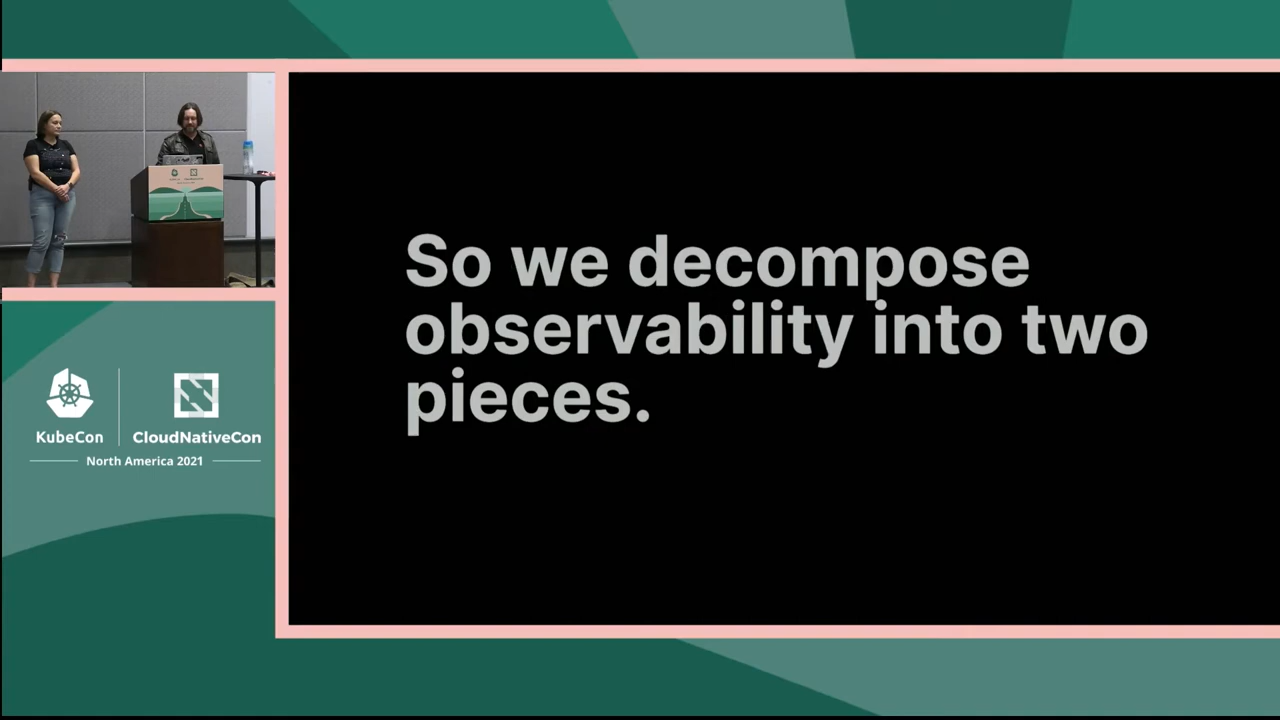 So we decompose
observability into two
pieces.
KubeCon
CloudNativeCon
North America 2021